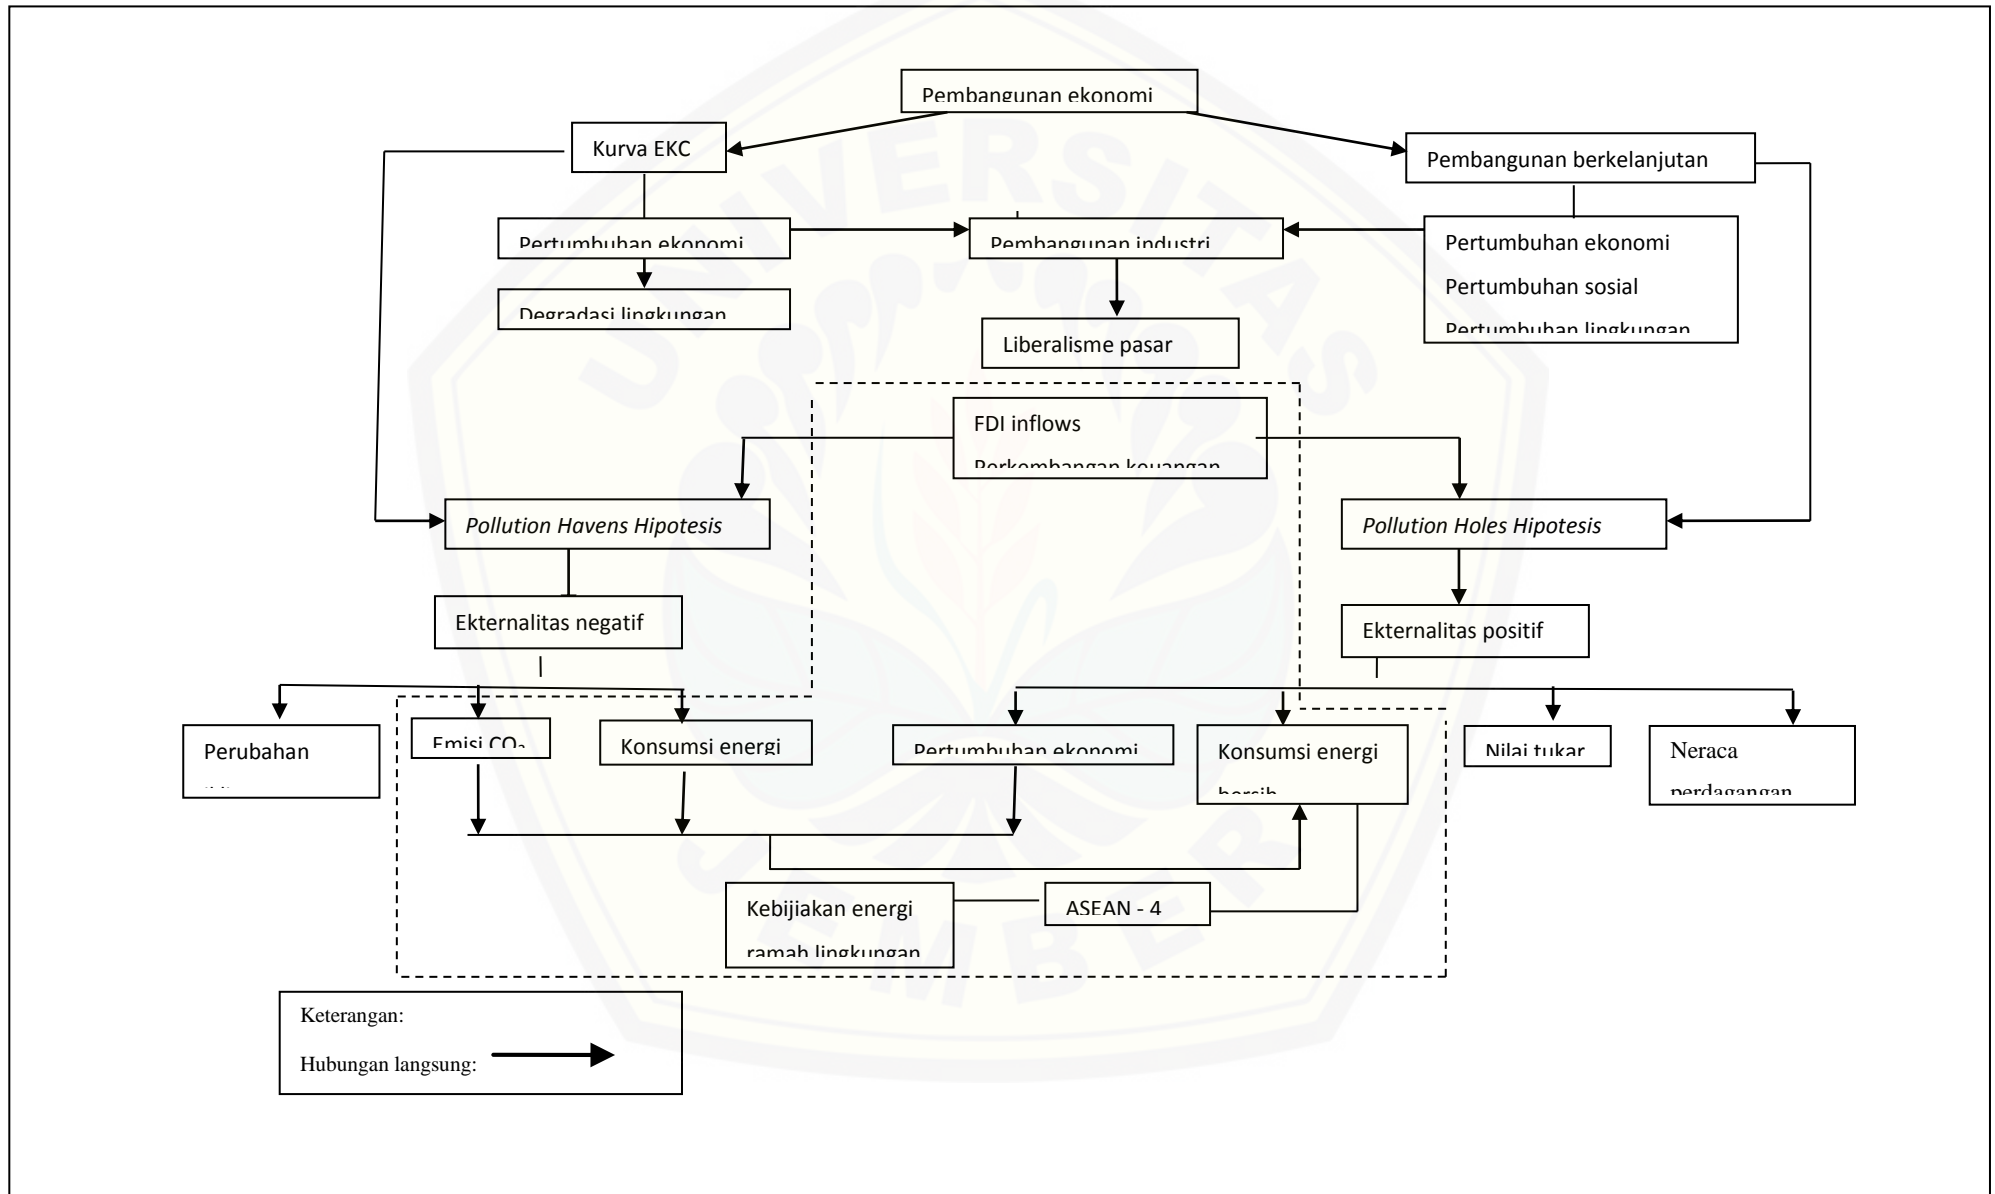 Pembangunan ekonomi
Kurva EKC
Pembangunan berkelanjutan
Pertumbuhan ekonomi
Pembangunan industri
Pertumbuhan ekonomi
Pertumbuhan sosial
Pertumbuhan lingkungan
Degradasi lingkungan
Liberalisme pasar
FDI inflows
Perkembangan keuangan
Pollution Havens Hipotesis
Pollution Holes Hipotesis
Ekternalitas negatif
Ekternalitas positif
Perubahan
Emisi CO₂
Konsumsi energi
Pertumbuhan ekonomi
Konsumsi energi
bersih
Nilai tukar
Neraca
perdagangan
Kebijiakan energi
ramah lingkungan
ASEAN - 4
Keterangan:
Hubungan langsung:
UNIVERSITAS
JEMBER